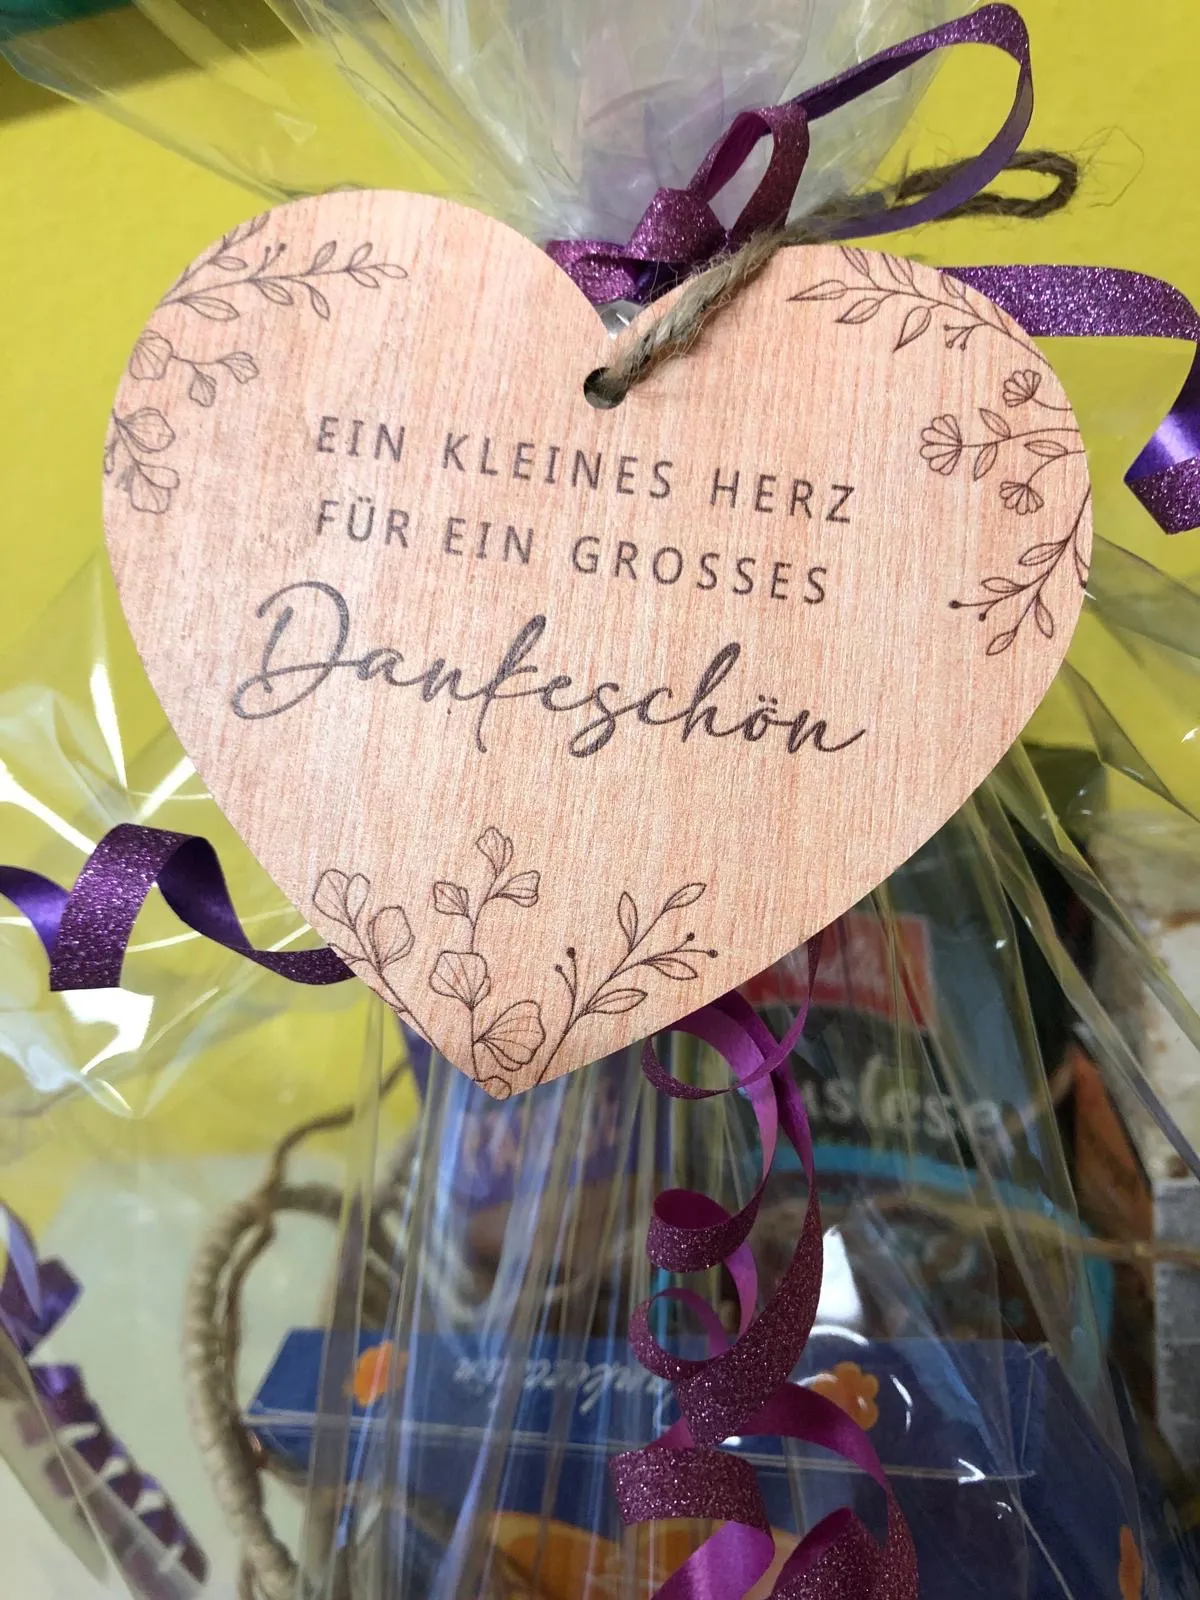 EIN KLEINES HERZ
FÜR EIN GROSSES
Dankeschön